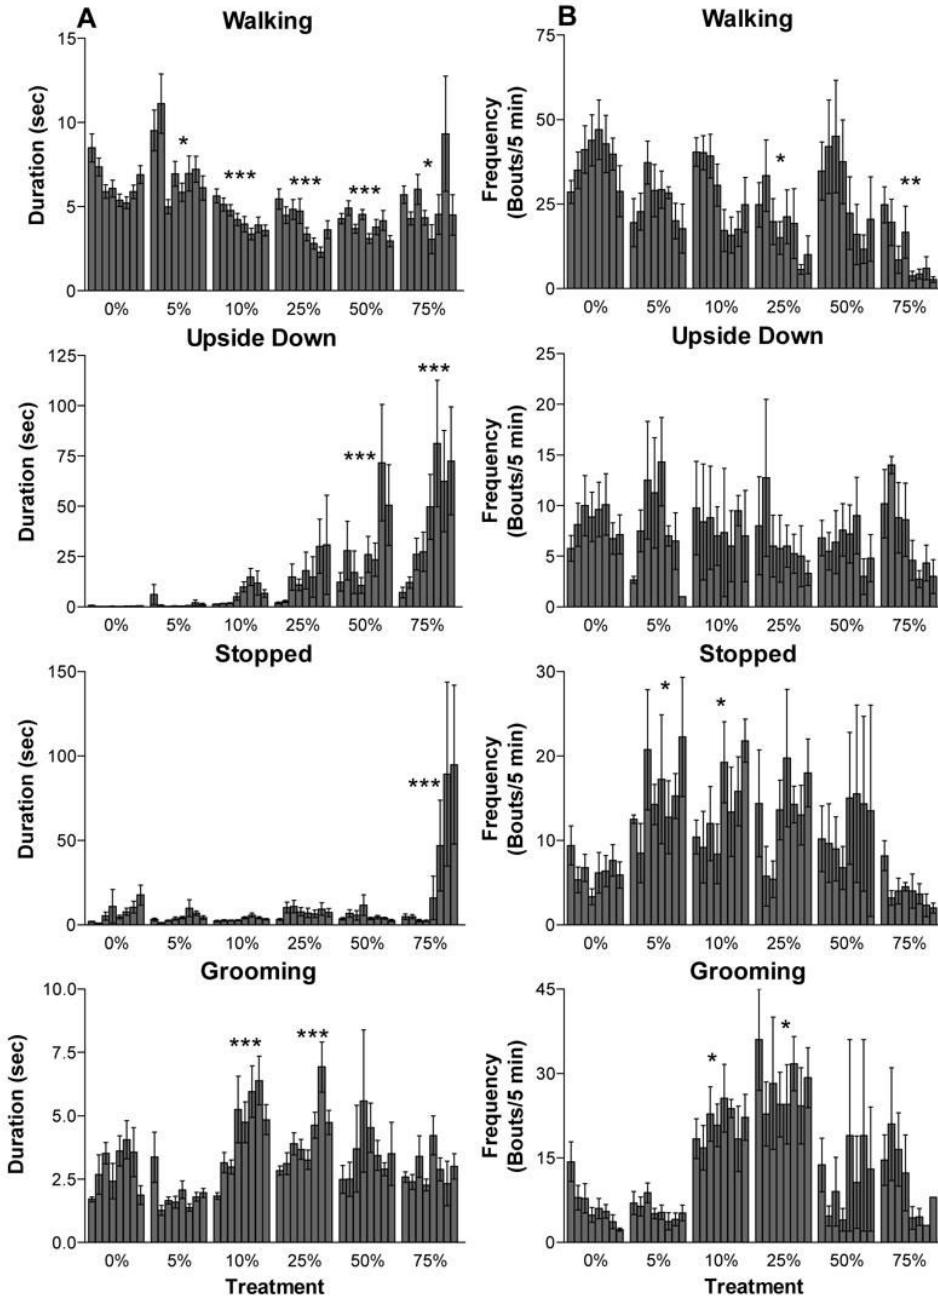 A
Walking
Duration (sec)
15
10
5
0
*
***
***
***
*
0% 5% 10% 25% 50% 75%
B
Walking
Frequency
(Bouts/5 min)
75
50
25
0
*
**
0% 5% 10% 25% 50% 75%
Upside Down
Duration (sec)
125
100
75
50
25
0
***
***
0% 5% 10% 25% 50% 75%
Upside Down
Frequency
(Bouts/5 min)
25
20
15
10
5
0
0% 5% 10% 25% 50% 75%
Stopped
Duration (sec)
150
100
50
0
***
0% 5% 10% 25% 50% 75%
Stopped
Frequency
(Bouts/5 min)
30
20
10
0
*
*
0% 5% 10% 25% 50% 75%
Grooming
Duration (sec)
10.0
7.5
5.0
2.5
0.0
***
***
0% 5% 10% 25% 50% 75%
Treatment
Grooming
Frequency
(Bouts/5 min)
45
30
15
0
*
*
0% 5% 10% 25% 50% 75%
Treatment